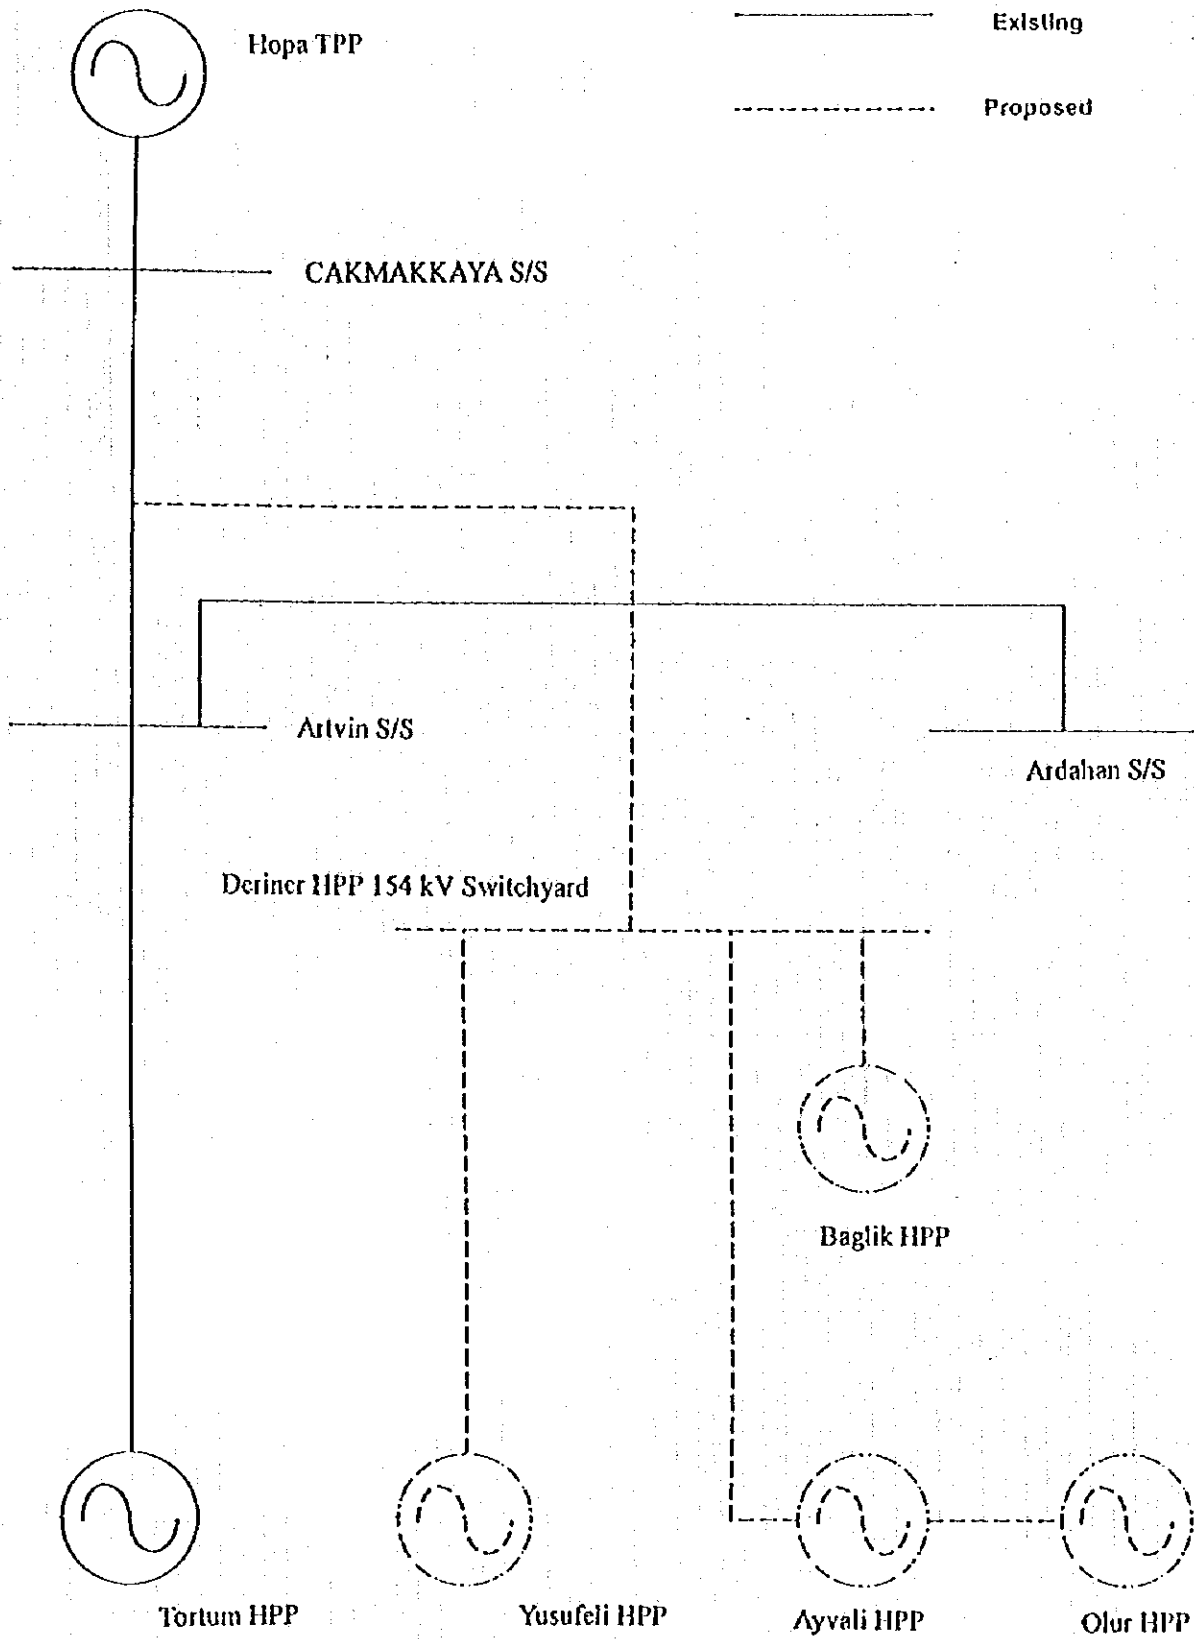 Existing
Hopa TPP
Proposed
CAKMAKKAYA S/S
Artvin S/S
Ardahan S/S
Deriner HPP 154 kV Switchyard
Baglik HPP
Tortum HPP
Yusufeli HPP
Ayvali HPP
Olur HPP